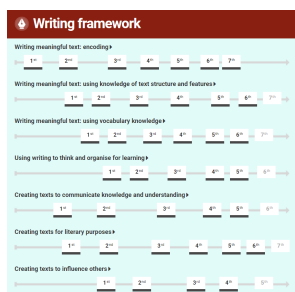 Writing framework
Writing meaningful text: encoding
1st 2nd 3rd 4th 5th 6th 7th
Writing meaningful text: using knowledge of text structure and features
1st 2nd 3rd 4th 5th 6th 7th
Writing meaningful text: using vocabulary knowledge
1st 2nd 3rd 4th 5th 6th 7th
Using writing to think and organise for learning
1st 2nd 3rd 4th 5th 6th
Creating texts to communicate knowledge and understanding
1st 2nd 3rd 4th 5th 6th
Creating texts for literary purposes
1st 2nd 3rd 4th 5th 6th 7th
Creating texts to influence others
1st 2nd 3rd 4th 5th